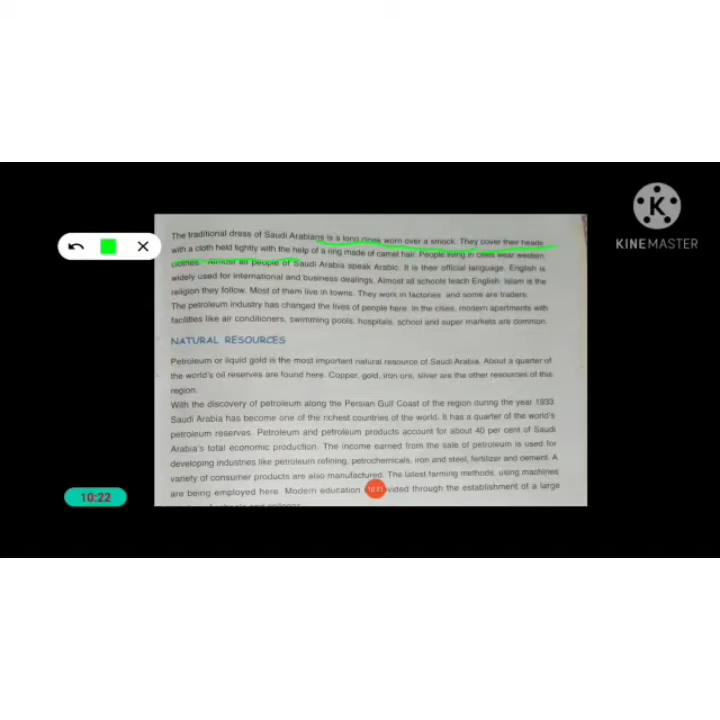 KINEMASTER
The traditional dress of Saudi Arabians is a long robe worn over a smock. They cover their heads
with a cloth held tightly with the help of a ring made of camel hair. People living in cities wear western
clothes. Almost all people of Saudi Arabia speak Arabic. It is their official language. English is
widely used for international and business dealings. Almost all schools teach English. Islam is the
religion they follow. Most of them live in towns. They work in factories and some are traders.
The petroleum industry has changed the lives of people here. In the cities, modern apartments with
facilities like air conditioners, swimming pools, hospitals, school and super markets are common.
NATURAL RESOURCES
Petroleum or liquid gold is the most important natural resource of Saudi Arabia. About a quarter of
the world's oil reserves are found here. Copper, gold, iron ore, silver are the other resources of this
region.
With the discovery of petroleum along the Persian Gulf Coast of the region during the year 1933
Saudi Arabia has become one of the richest countries of the world. It has a quarter of the world's
petroleum reserves. Petroleum and petroleum products account for about 40 per cent of Saudi
Arabia's total economic production. The income earned from the sale of petroleum is used for
developing industries like petroleum refining, petrochemicals, iron and steel, fertilizer and cement. A
variety of consumer products are also manufactured. The latest farming methods, using machines
are being employed here. Modern education vided through the establishment of a large
10:22